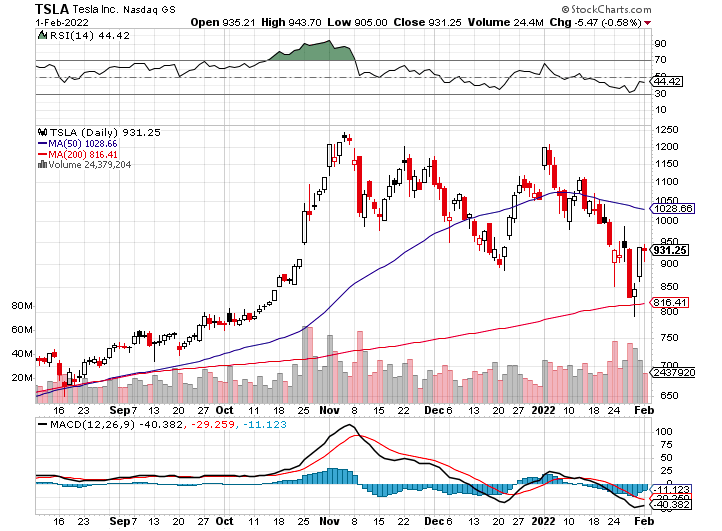 TSLA Tesla Inc. Nasdaq GS © StockCharts.com
1-Feb-2022 Open 935.21 High 943.70 Low 905.00 Close 931.25 Volume 24.4M Chg -5.47 (-0.58%)
RSI(14) 44.42
90
70
50
44.42
30
10
TSLA (Daily) 931.25
MA(50) 1028.66
MA(200) 816.41
Volume 24,379,204
1250
1200
1150
1100
1050
1028.66
1000
950
931.25
900
850
816.41
800
750
700
650
80M
60M
40M
20M
2437920
16 23 Sep 7 13 20 27 Oct 11 18 25 Nov 8 15 22 Dec 6 13 20 27 2022 10 18 24 Feb
MACD(12,26,9) -40.382, -29.259, -11.123
100
75
50
25
0
-11.123
-29.259
-40.382
16 23 Sep 7 13 20 27 Oct 11 18 25 Nov 8 15 22 Dec 6 13 20 27 2022 10 18 24 Feb